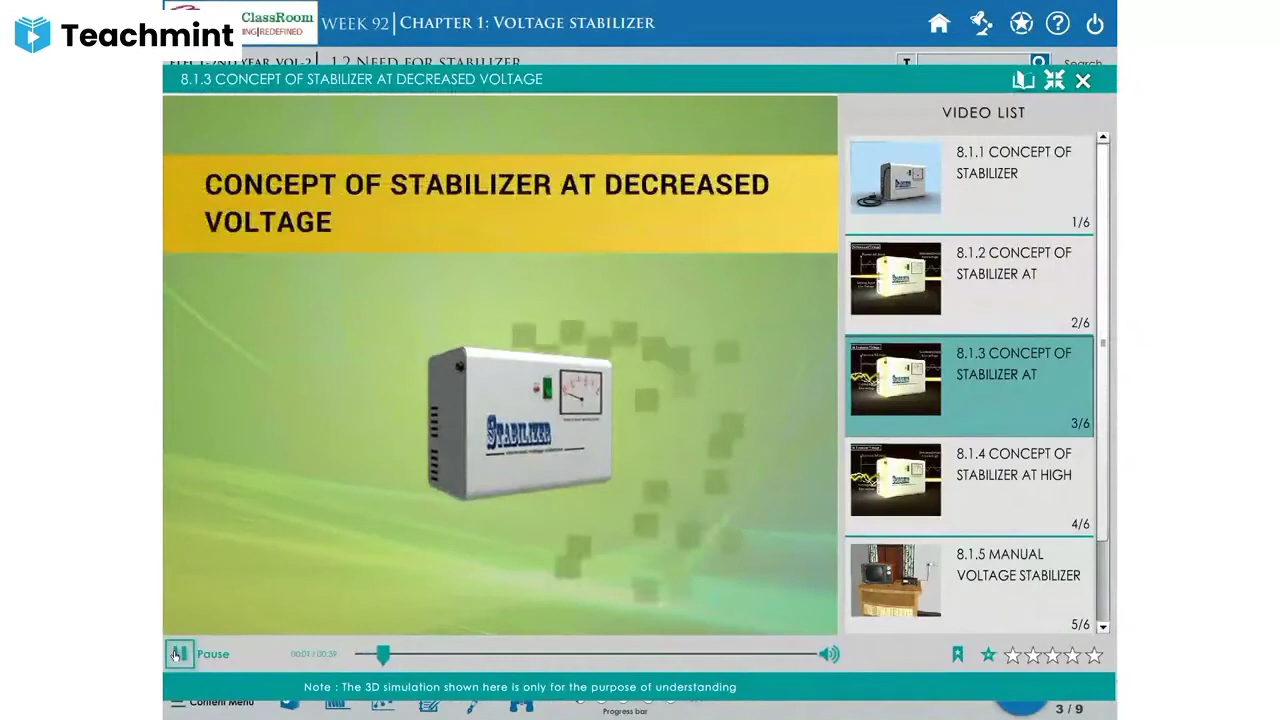 Teachmint
ClassRoom
NG|REDEFINED
WEEK 92
CHAPTER 1: VOLTAGE STABILIZER
1.2 NEED FOR STABILIZER
Search
8.1.3 CONCEPT OF STABILIZER AT DECREASED VOLTAGE
VIDEO LIST
CONCEPT OF STABILIZER AT DECREASED
VOLTAGE
STABILIZER
8.1.1 CONCEPT OF
STABILIZER
1/6
8.1.2 CONCEPT OF
STABILIZER AT
2/6
8.1.3 CONCEPT OF
STABILIZER AT
3/6
8.1.4 CONCEPT OF
STABILIZER AT HIGH
4/6
8.1.5 MANUAL
VOLTAGE STABILIZER
5/6
Pause
00:01 / 00:39
Note : The 3D simulation shown here is only for the purpose of understanding
Content Menu
Progress bar
3 / 9